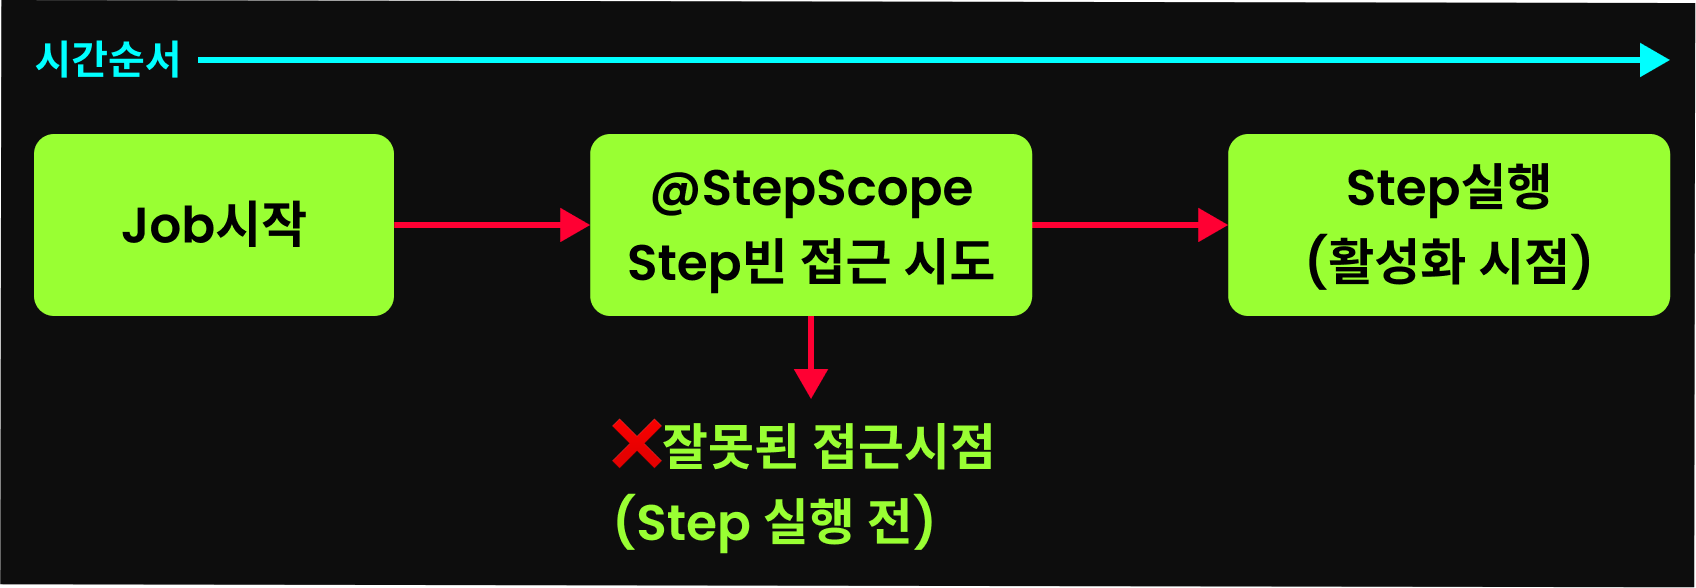 시간순서
Job시작
@StepScope
Step빈 접근 시도
Step실행
(활성화 시점)
❌잘못된 접근시점
(Step 실행 전)